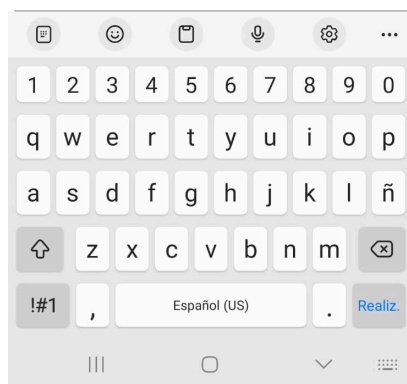 1 2 3 4 5 6 7 8 9 0
q w e r t y u i o p
a s d f g h j k l ñ
z x c v b n m
!#1 , Español (US) . Realiz.